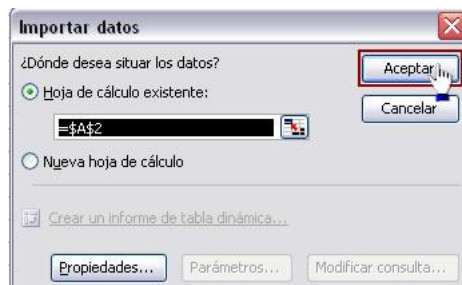 Importar datos
¿Dónde desea situar los datos?
Aceptar
Hoja de cálculo existente:
Cancelar
=$A$2
Nueva hoja de cálculo
Crear un informe de tabla dinámica...
Propiedades... Parámetros... Modificar consulta...